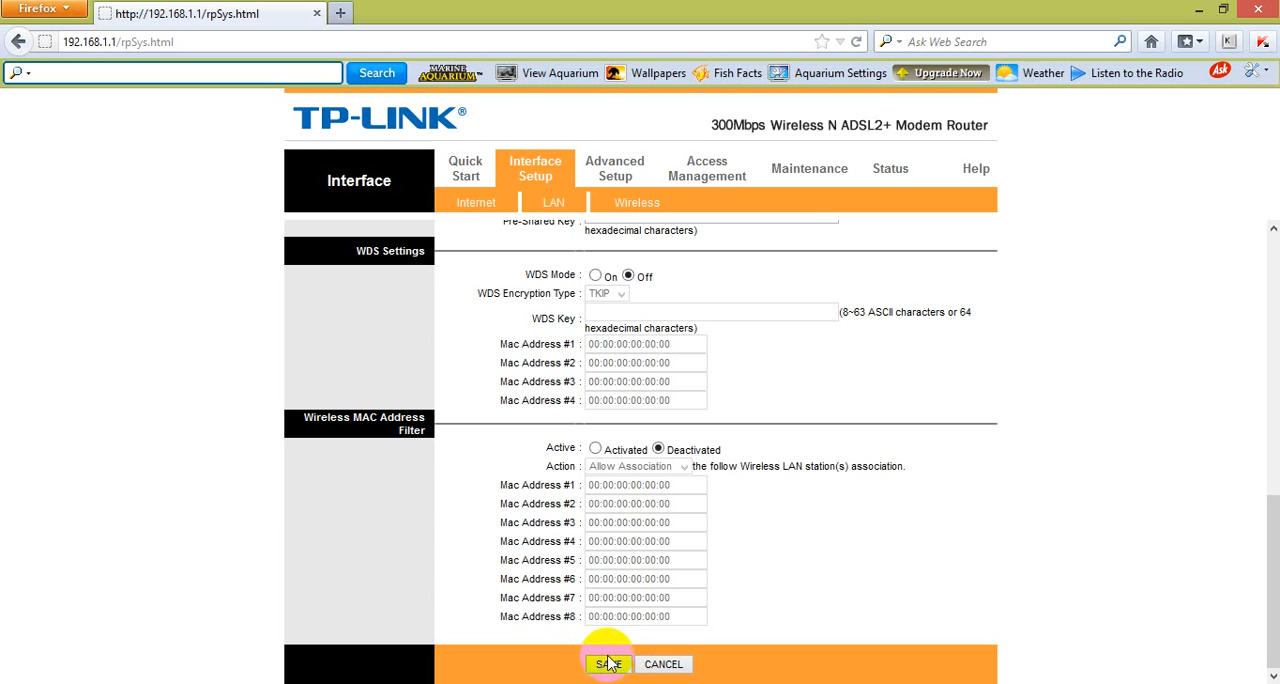 Firefox
http://192.168.1.1/rpSys.html
192.168.1.1/rpSys.html
Ask Web Search
Search
MARINE AQUARIUM
View Aquarium
Wallpapers
Fish Facts
Aquarium Settings
Upgrade Now
Weather
Listen to the Radio
Ask
TP-LINK®
300Mbps Wireless N ADSL2+ Modem Router
Interface
Quick Start
Interface Setup
Advanced Setup
Access Management
Maintenance
Status
Help
Internet
LAN
Wireless
Pre-Shared Key :
hexadecimal characters)
WDS Settings
WDS Mode : On Off
WDS Encryption Type : TKIP
WDS Key : (8~63 ASCII characters or 64
hexadecimal characters)
Mac Address #1 : 00:00:00:00:00:00
Mac Address #2 : 00:00:00:00:00:00
Mac Address #3 : 00:00:00:00:00:00
Mac Address #4 : 00:00:00:00:00:00
Wireless MAC Address
Filter
Active : Activated Deactivated
Action : Allow Association the follow Wireless LAN station(s) association.
Mac Address #1 : 00:00:00:00:00:00
Mac Address #2 : 00:00:00:00:00:00
Mac Address #3 : 00:00:00:00:00:00
Mac Address #4 : 00:00:00:00:00:00
Mac Address #5 : 00:00:00:00:00:00
Mac Address #6 : 00:00:00:00:00:00
Mac Address #7 : 00:00:00:00:00:00
Mac Address #8 : 00:00:00:00:00:00
SAVE CANCEL